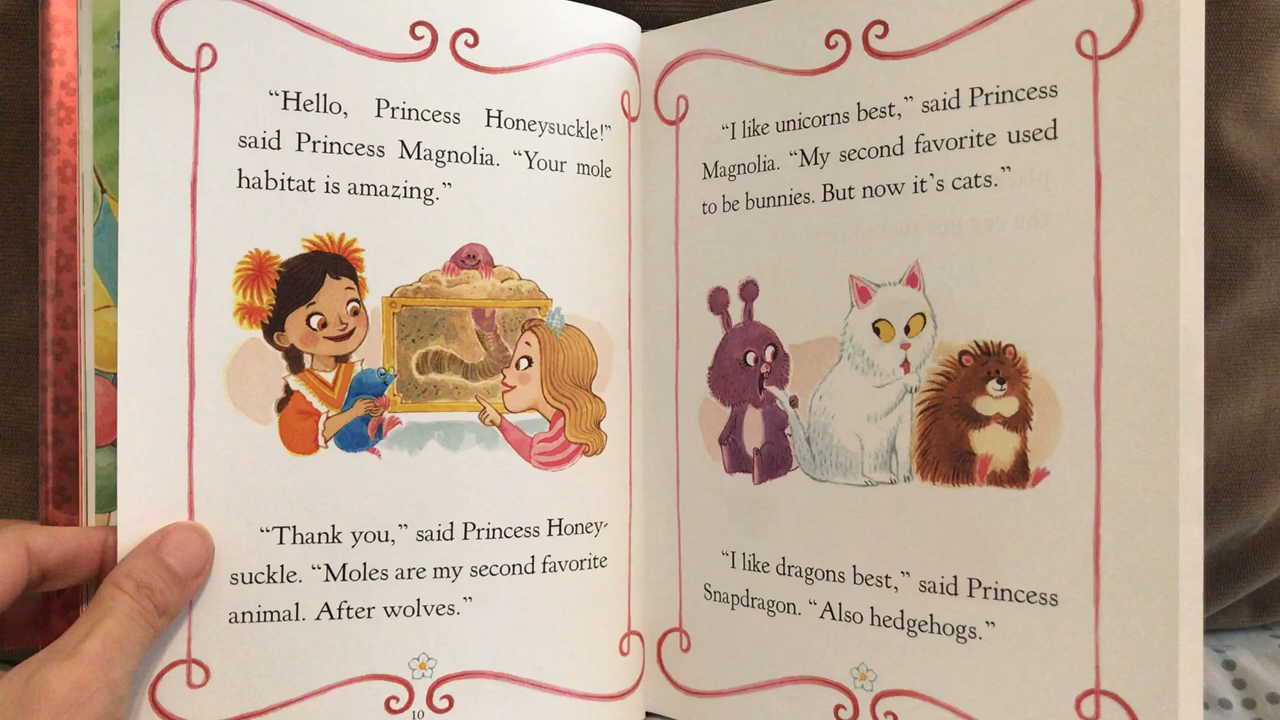 “Hello, Princess Honeysuckle!”
said Princess Magnolia. “Your mole
habitat is amazing.”
“Thank you,” said Princess Honey-
suckle. “Moles are my second favorite
animal. After wolves.”
10
“I like unicorns best,” said Princess
Magnolia. “My second favorite used
to be bunnies. But now it’s cats.”
“I like dragons best,” said Princess
Snapdragon. “Also hedgehogs.”